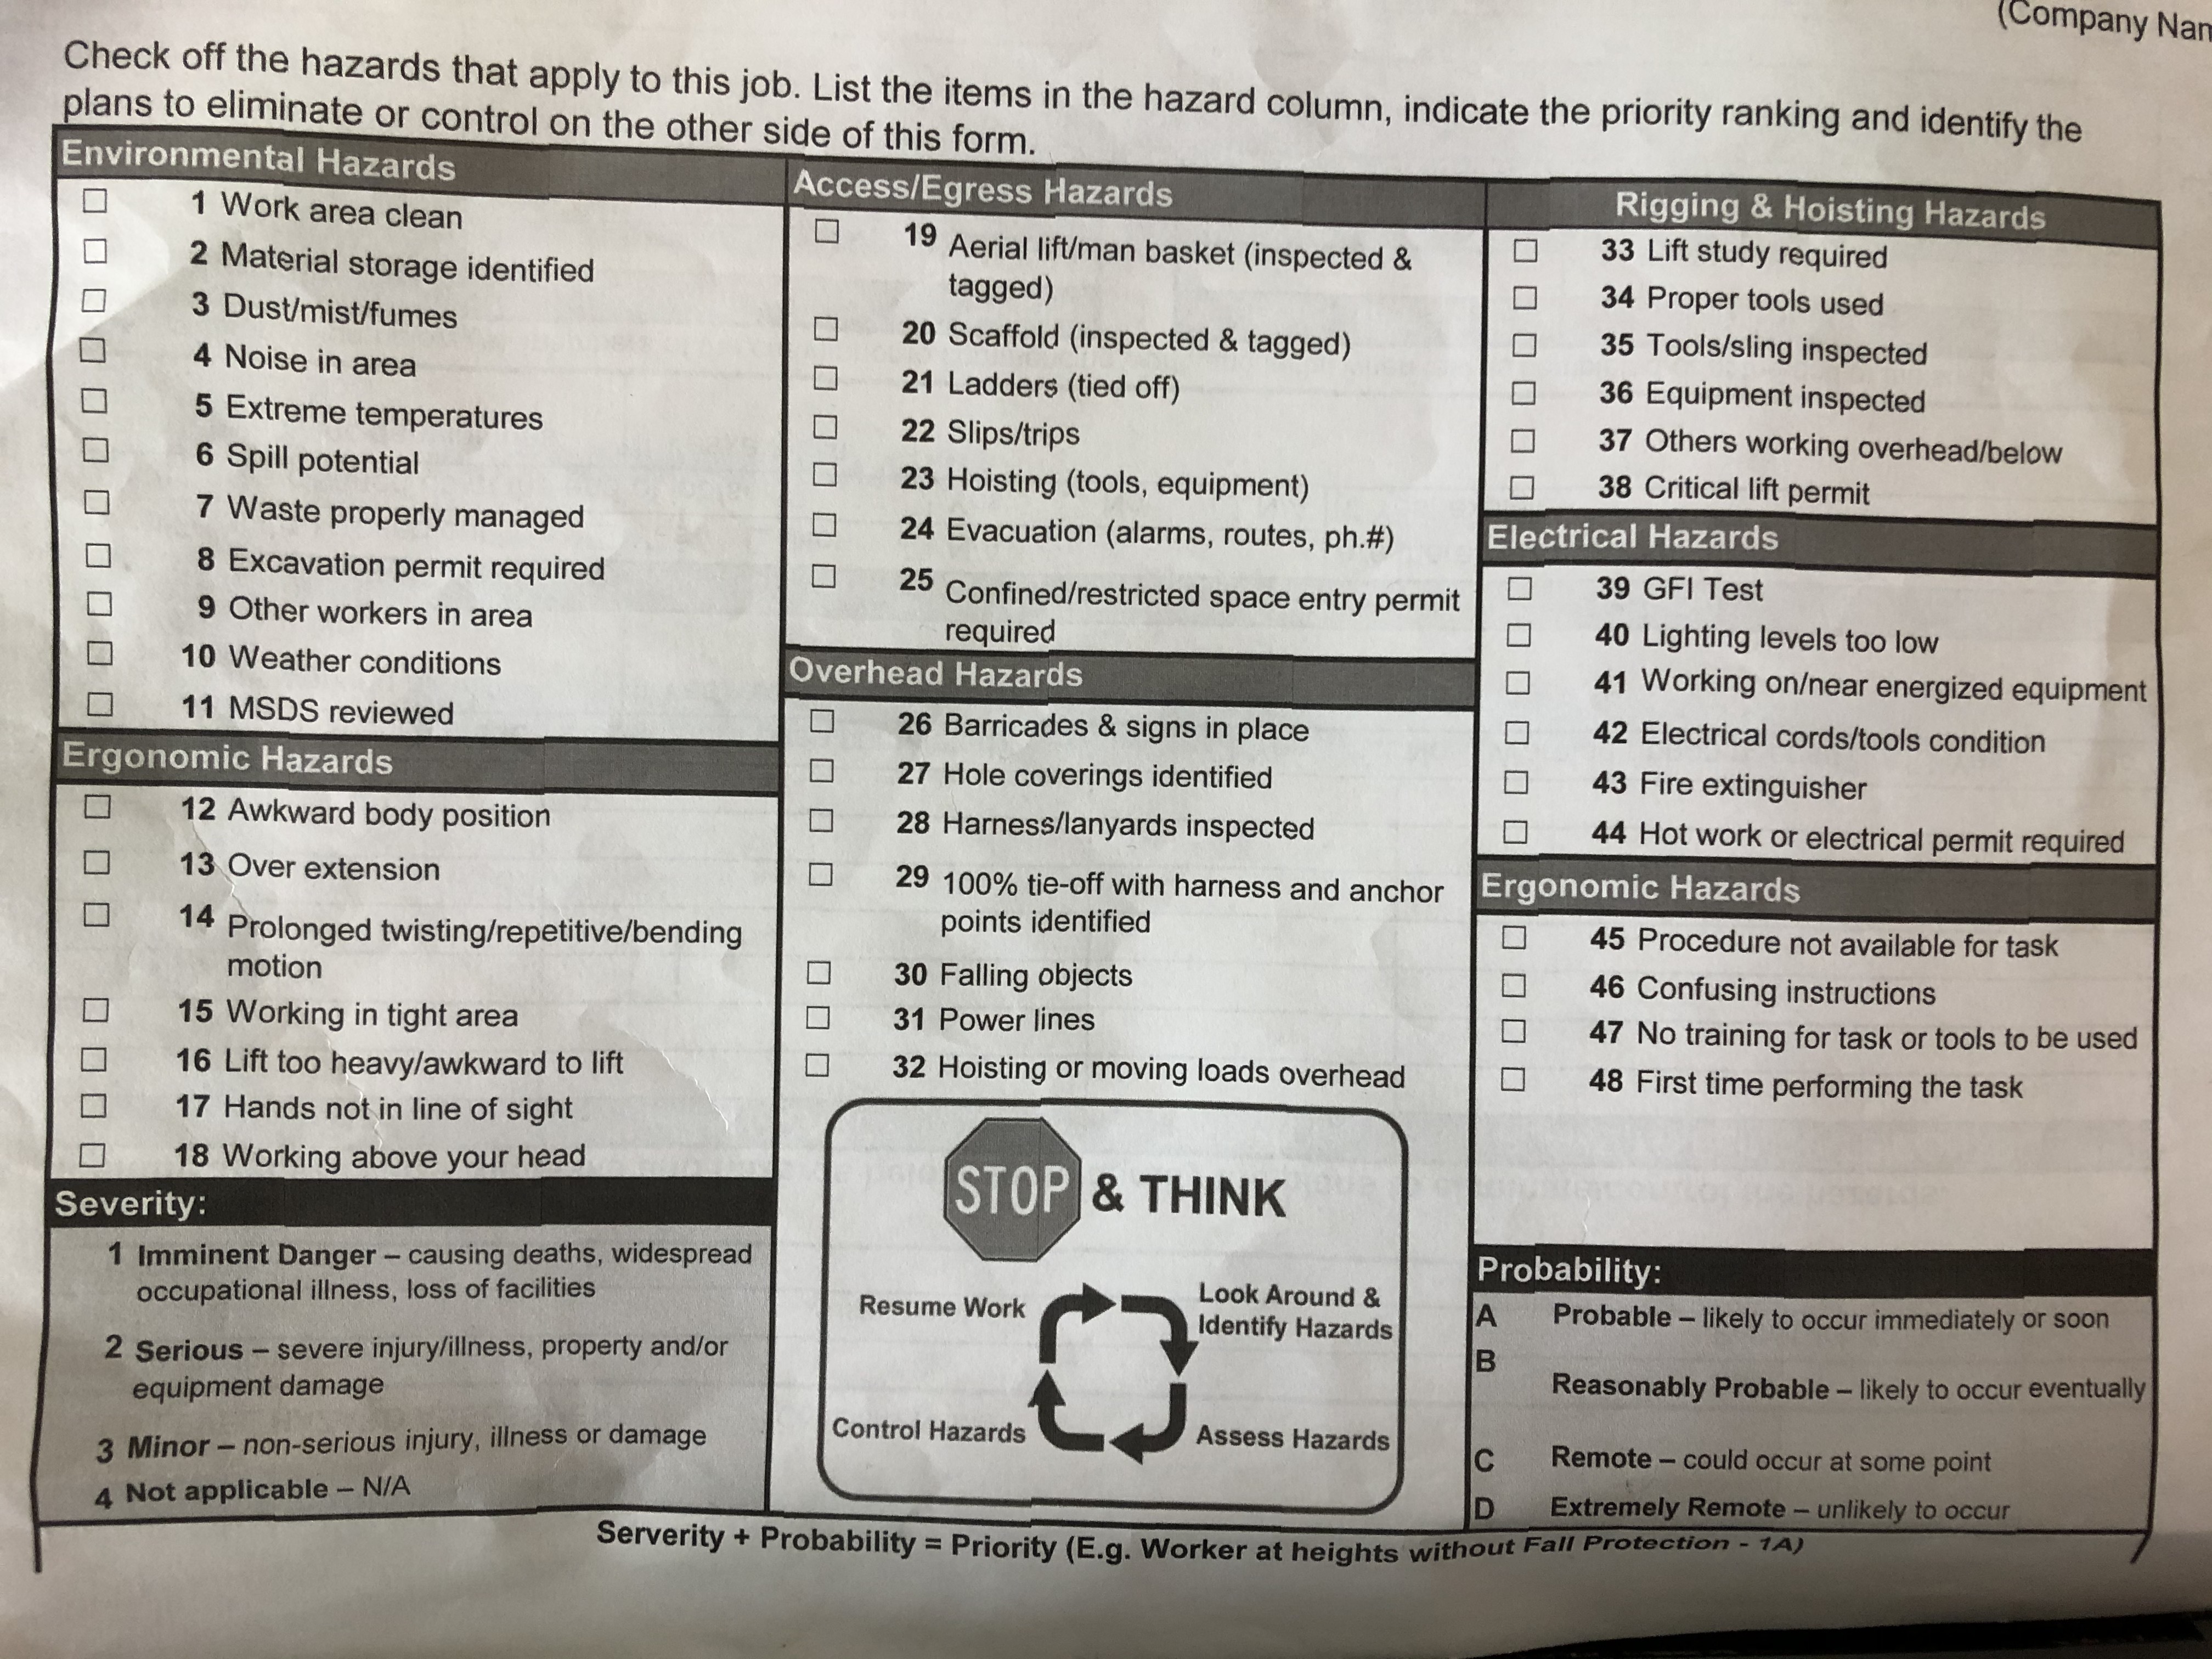 (Company Nan
Check off the hazards that apply to this job. List the items in the hazard column, indicate the priority ranking and identify the
plans to eliminate or control on the other side of this form.
Environmental Hazards
1 Work area clean
2 Material storage identified
3 Dust/mist/fumes
4 Noise in area
5 Extreme temperatures
6 Spill potential
7 Waste properly managed
8 Excavation permit required
9 Other workers in area
10 Weather conditions
11 MSDS reviewed
Ergonomic Hazards
12 Awkward body position
13 Over extension
14 Prolonged twisting/repetitive/bending
motion
15 Working in tight area
16 Lift too heavy/awkward to lift
17 Hands not in line of sight
18 Working above your head
Severity:
1 Imminent Danger – causing deaths, widespread
occupational illness, loss of facilities
2 Serious – severe injury/illness, property and/or
equipment damage
3 Minor – non-serious injury, illness or damage
4 Not applicable – N/A
Access/Egress Hazards
19 Aerial lift/man basket (inspected &
tagged)
20 Scaffold (inspected & tagged)
21 Ladders (tied off)
22 Slips/trips
23 Hoisting (tools, equipment)
24 Evacuation (alarms, routes, ph.#)
25 Confined/restricted space entry permit
required
Overhead Hazards
26 Barricades & signs in place
27 Hole coverings identified
28 Harness/lanyards inspected
29 100% tie-off with harness and anchor
points identified
30 Falling objects
31 Power lines
32 Hoisting or moving loads overhead
STOP & THINK
Resume Work
Look Around &
Identify Hazards
Control Hazards
Assess Hazards
Rigging & Hoisting Hazards
33 Lift study required
34 Proper tools used
35 Tools/sling inspected
36 Equipment inspected
37 Others working overhead/below
38 Critical lift permit
Electrical Hazards
39 GFI Test
40 Lighting levels too low
41 Working on/near energized equipment
42 Electrical cords/tools condition
43 Fire extinguisher
44 Hot work or electrical permit required
Ergonomic Hazards
45 Procedure not available for task
46 Confusing instructions
47 No training for task or tools to be used
48 First time performing the task
Probability:
A Probable – likely to occur immediately or soon
B Reasonably Probable – likely to occur eventually
C Remote – could occur at some point
D Extremely Remote – unlikely to occur
Serverity + Probability = Priority (E.g. Worker at heights without Fall Protection - 1A)